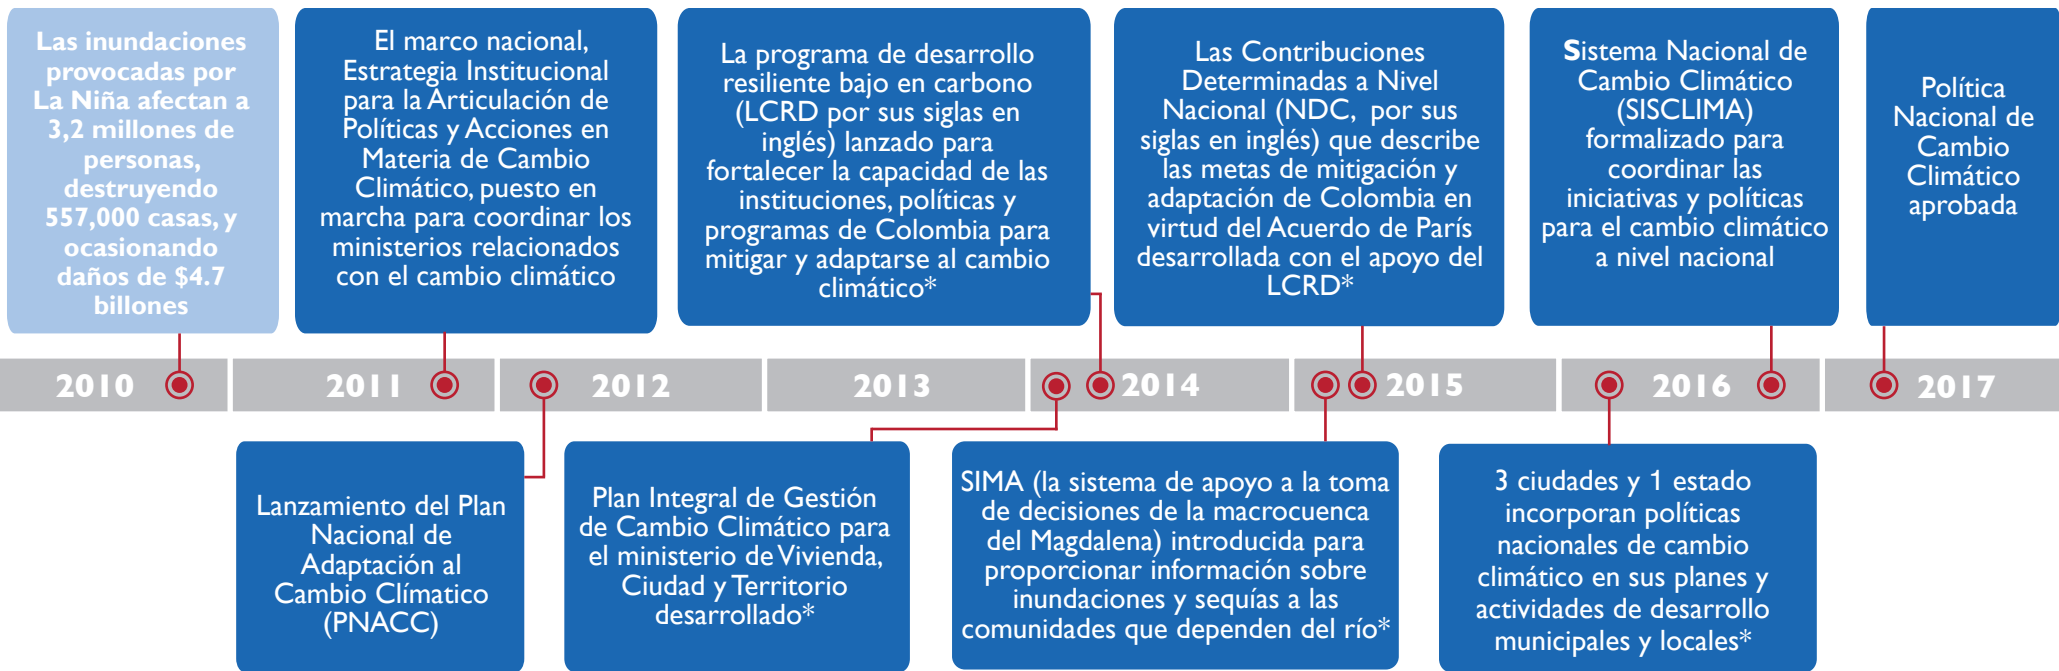 Las inundaciones
provocadas por
La Niña afectan a
3,2 millones de
personas,
destruyendo
557,000 casas, y
ocasionando
daños de $4.7
billones
El marco nacional,
Estrategia Institucional
para la Articulación de
Políticas y Acciones en
Materia de Cambio
Climático, puesto en
marcha para coordinar los
ministerios relacionados
con el cambio climático
La programa de desarrollo
resiliente bajo en carbono
(LCRD por sus siglas en
inglés) lanzado para
fortalecer la capacidad de las
instituciones, políticas y
programas de Colombia para
mitigar y adaptarse al cambio
climático*
Las Contribuciones
Determinadas a Nivel
Nacional (NDC, por sus
siglas en inglés) que describe
las metas de mitigación y
adaptación de Colombia en
virtud del Acuerdo de París
desarrollada con el apoyo del
LCRD*
Sistema Nacional de
Cambio Climático
(SISCLIMA)
formalizado para
coordinar las
iniciativas y políticas
para el cambio climático
a nivel nacional
Política
Nacional de
Cambio
Climático
aprobada
2010
2011
2012
2013
2014
2015
2016
2017
Lanzamiento del Plan
Nacional de
Adaptación al
Cambio Clímatico
(PNACC)
Plan Integral de Gestión
de Cambio Climático para
el ministerio de Vivienda,
Ciudad y Territorio
desarrollado*
SIMA (la sistema de apoyo a la toma
de decisiones de la macrocuenca
del Magdalena) introducida para
proporcionar información sobre
inundaciones y sequías a las
comunidades que dependen del río*
3 ciudades y 1 estado
incorporan políticas
nacionales de cambio
climático en sus planes y
actividades de desarrollo
municipales y locales*